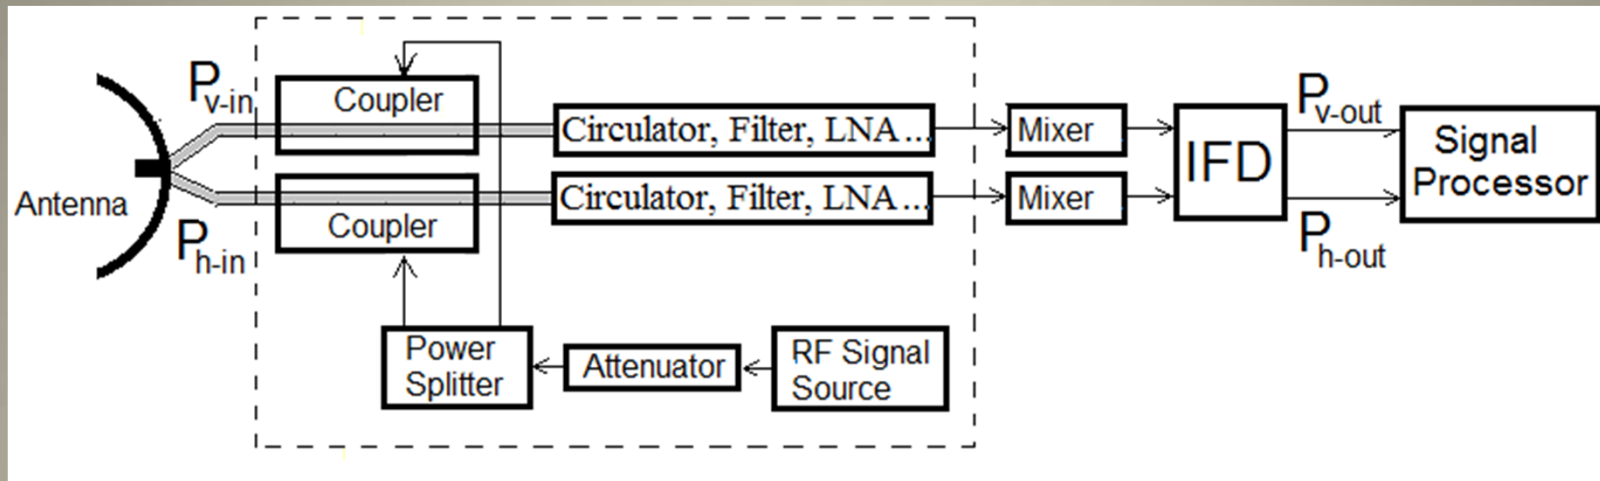 Antenna
Pv-in
Ph-in
Coupler
Coupler
Circulator, Filter, LNA...
Circulator, Filter, LNA...
Mixer
Mixer
IFD
Pv-out
Ph-out
Signal
Processor
Power
Splitter
Attenuator
RF Signal
Source